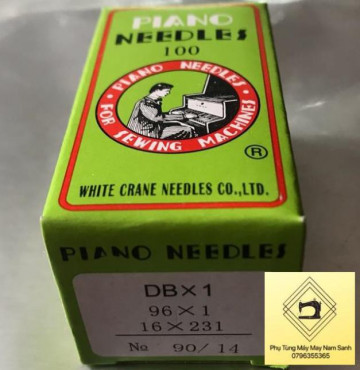 PIANO
NEEDLES
100
PIANO NEEDLES
FOR SEWING MACHINES
®
WHITE CRANE NEEDLES CO., LTD.
PIANO NEEDLES
DB×1
96×1
16×231
No 90/14
Phụ Tùng Máy May Nam Sanh
0796355365